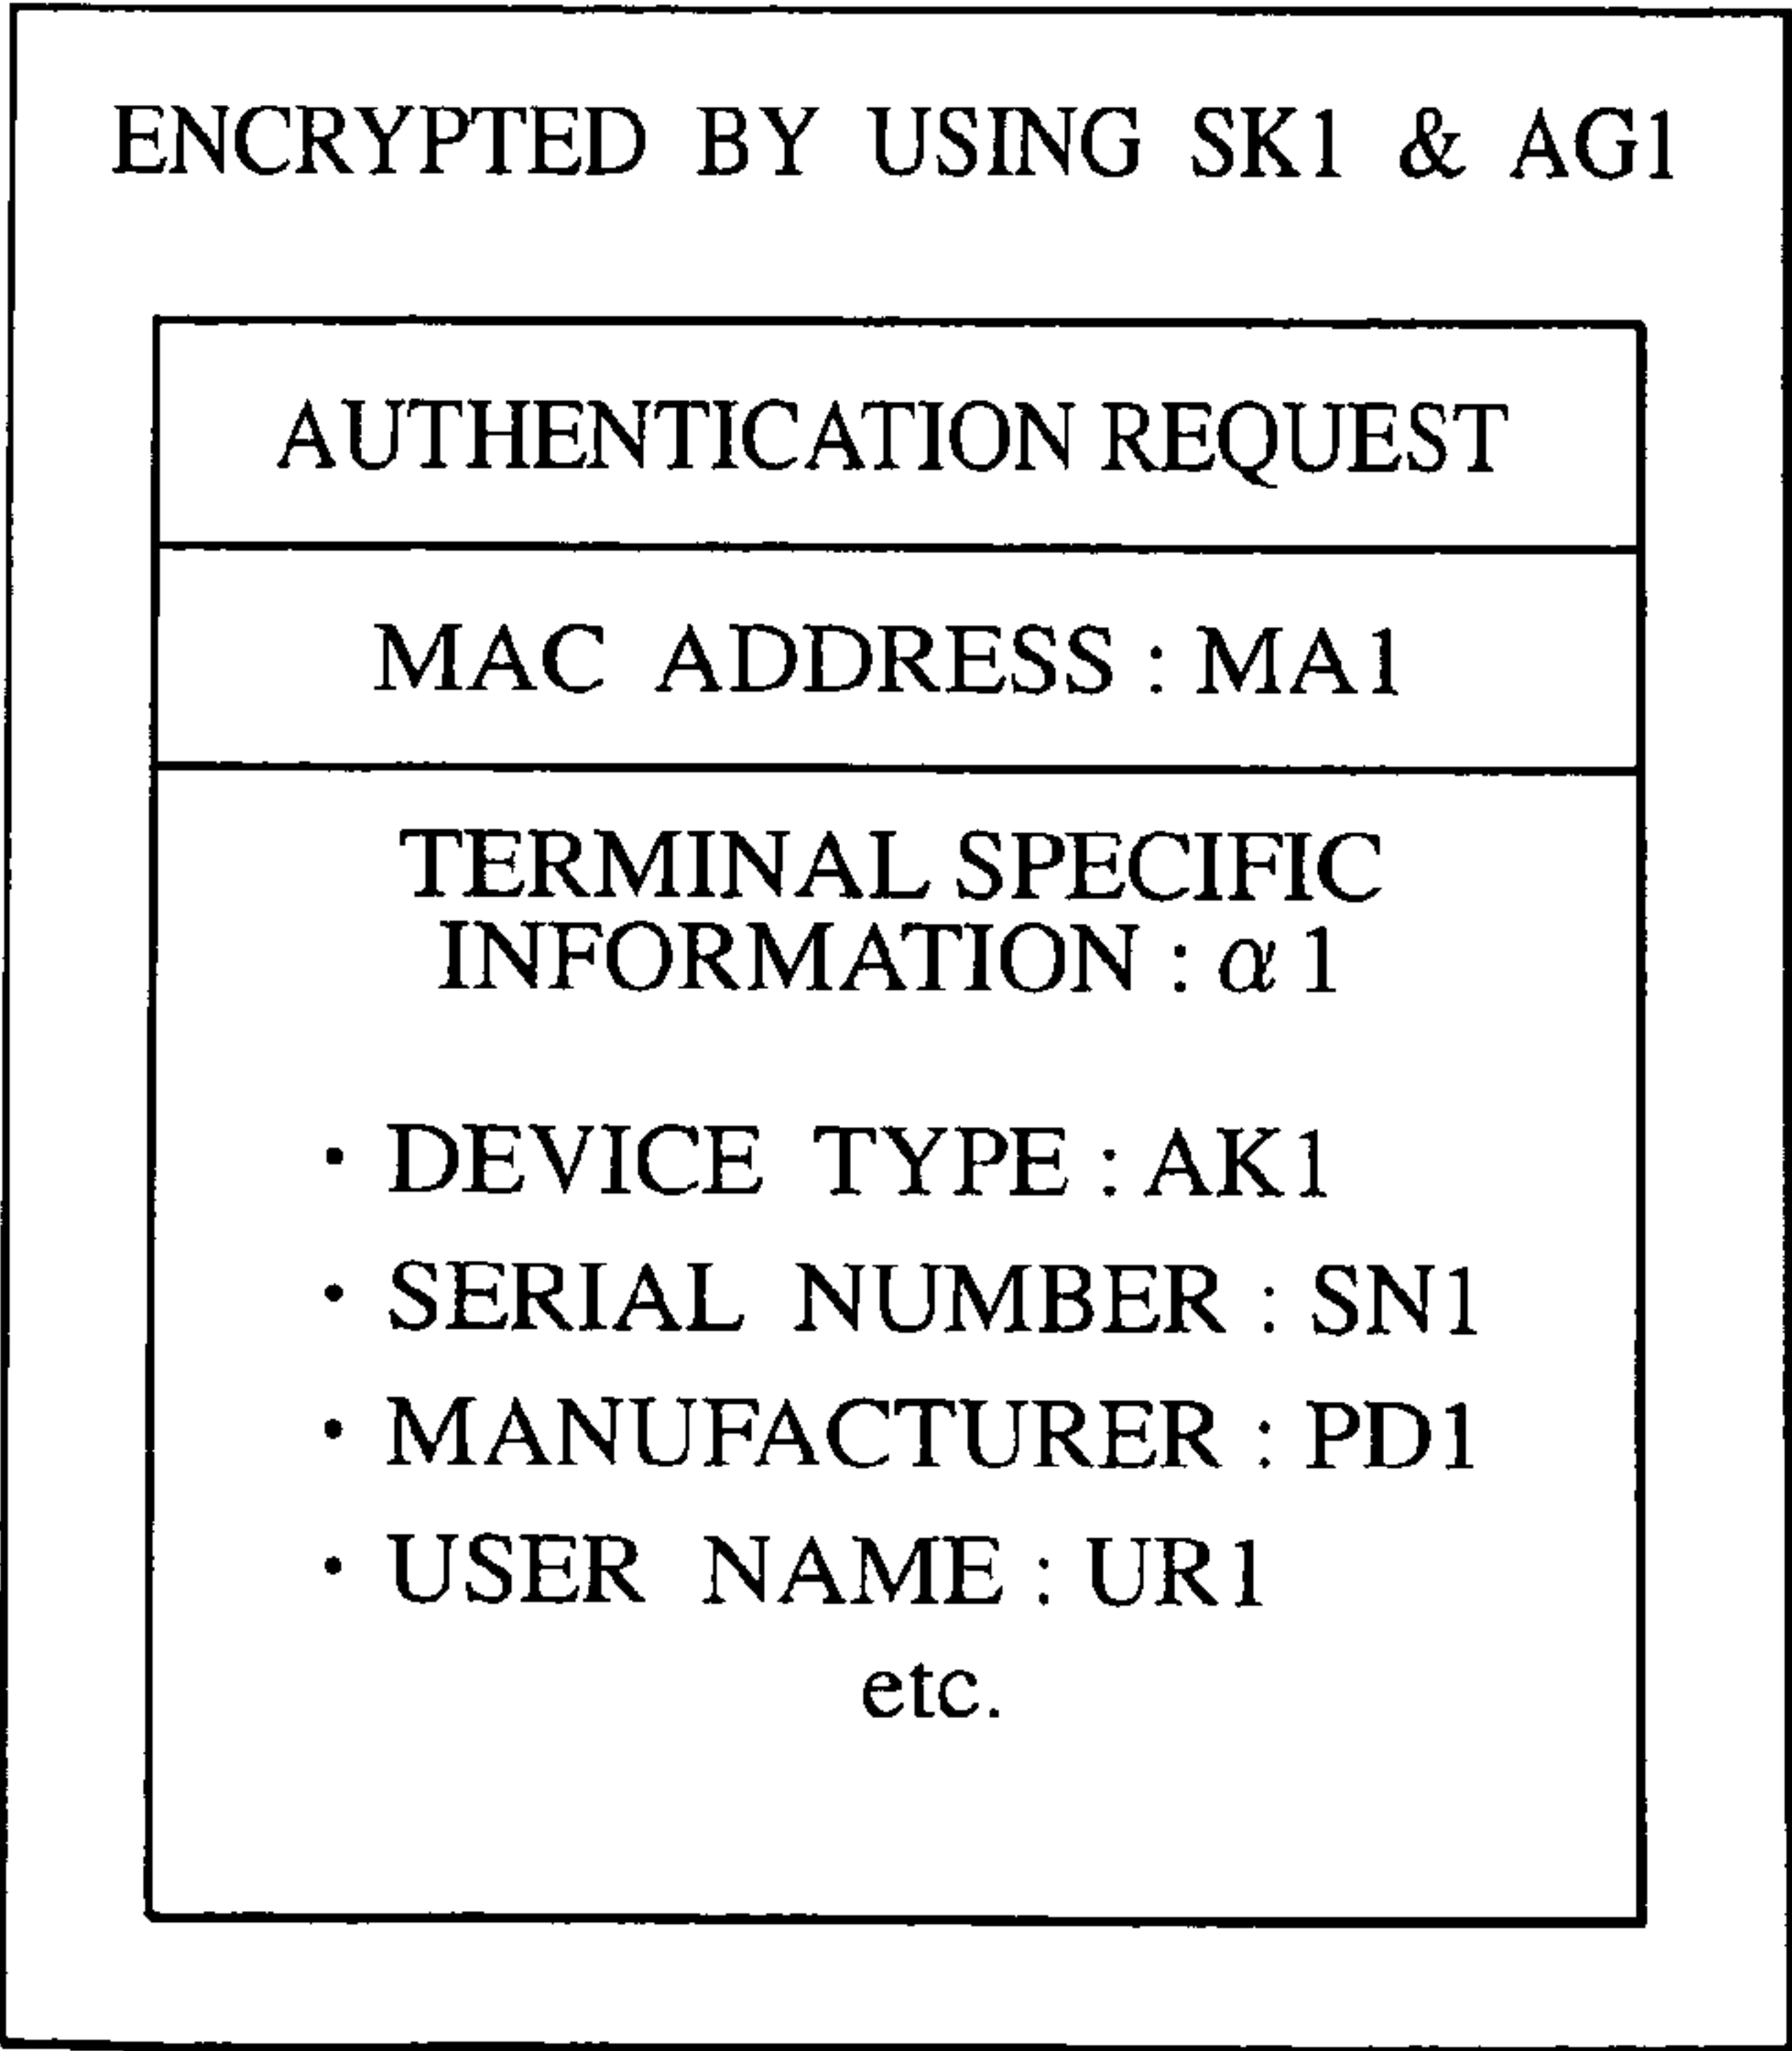 ENCRYPTED BY USING SK1 & AG1
AUTHENTICATION REQUEST
MAC ADDRESS : MA1
TERMINAL SPECIFIC
INFORMATION : α1
・ DEVICE TYPE : AK1
・ SERIAL NUMBER : SN1
・ MANUFACTURER : PD1
・ USER NAME : UR1
etc.